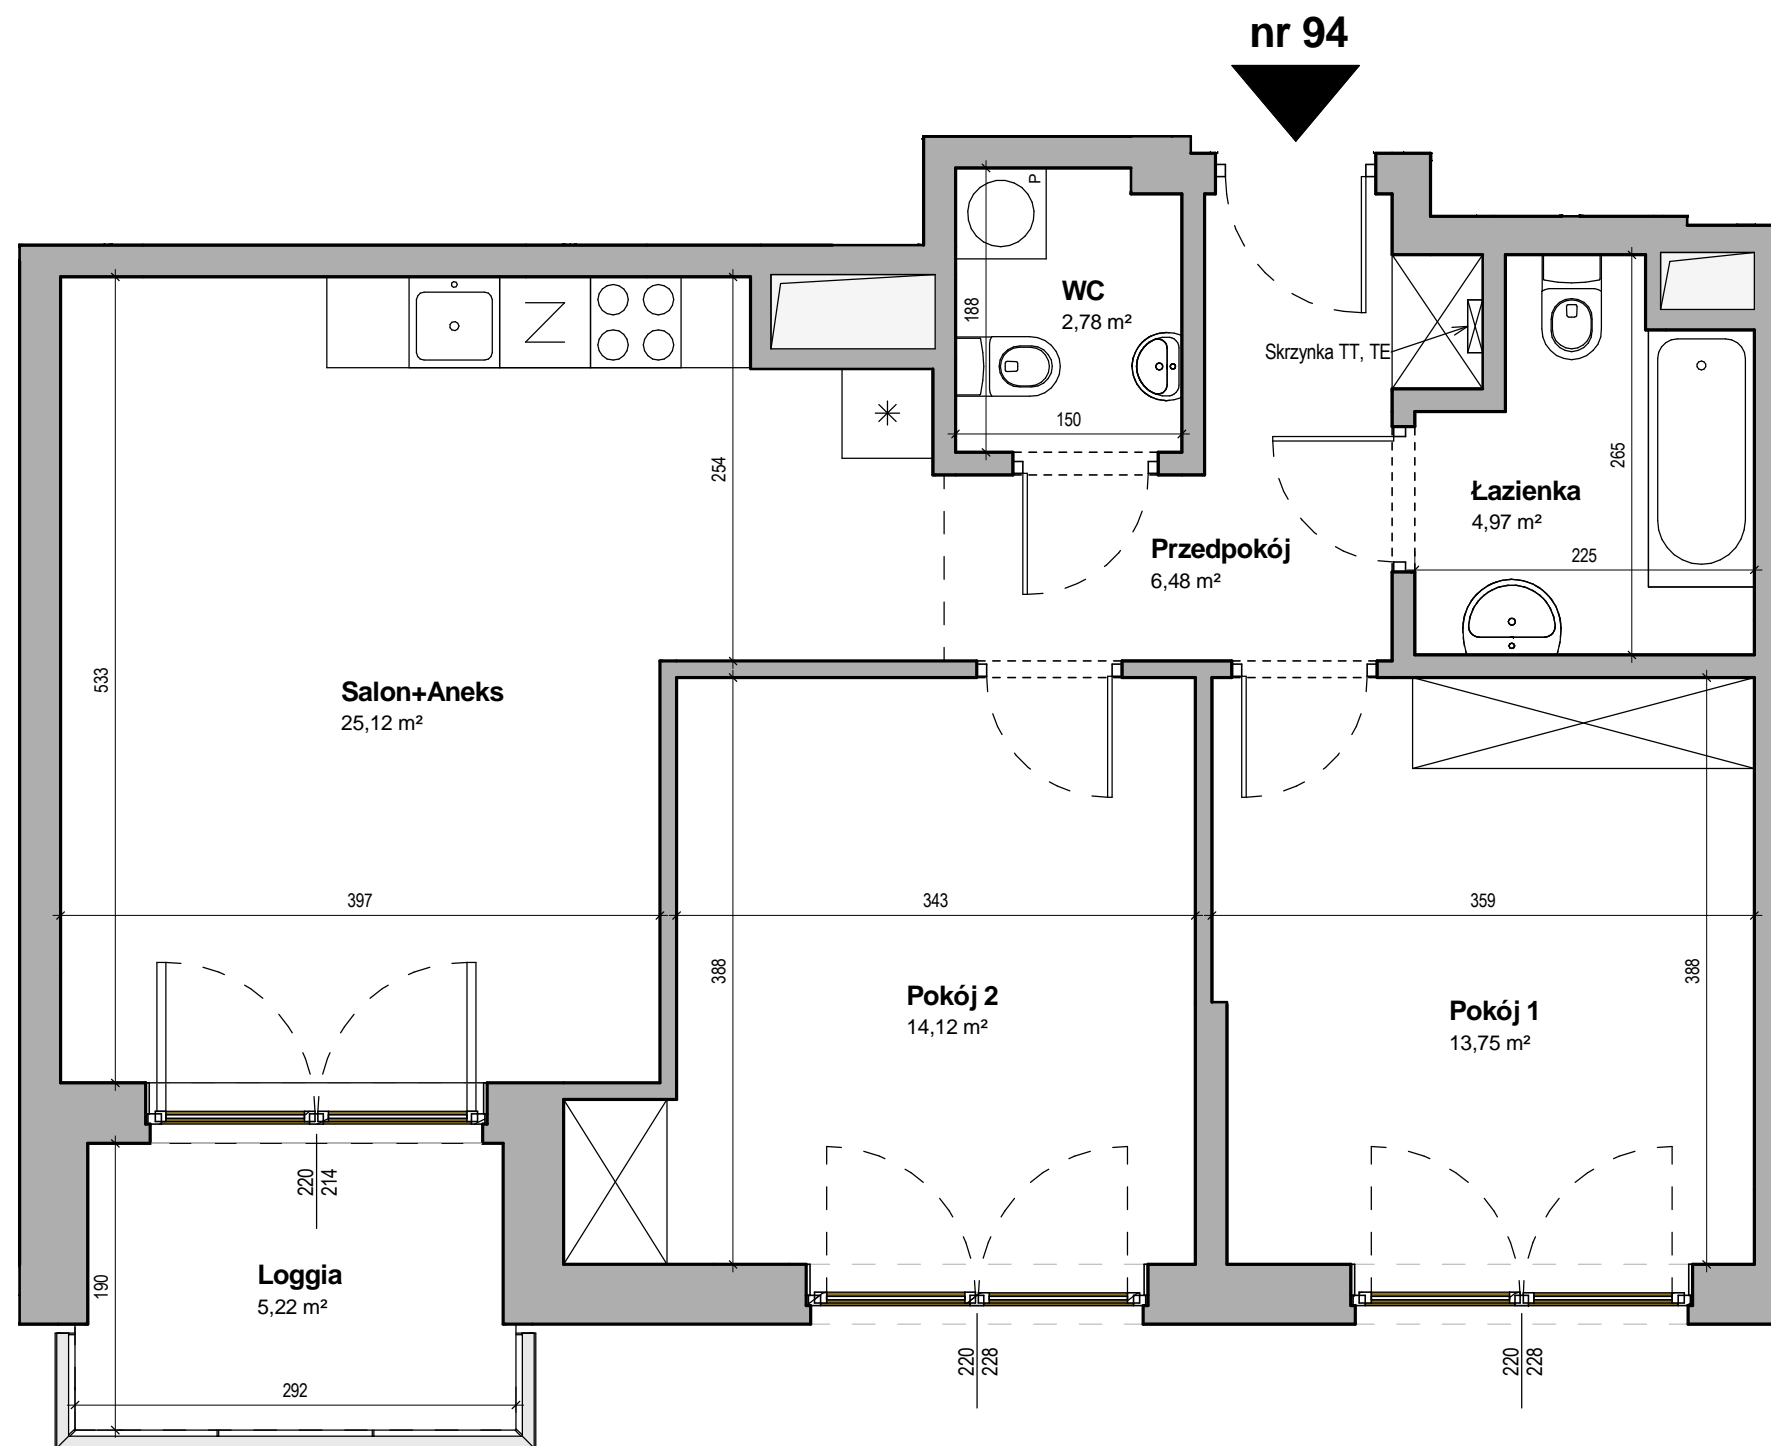 nr 94
P
WC
2,78 m²
188
150
Skrzynka TT, TE
254
265
Łazienka
4,97 m²
225
Przedpokój
6,48 m²
533
Salon+Aneks
25,12 m²
397
343
359
388
388
Pokój 2
14,12 m²
Pokój 1
13,75 m²
220
214
Loggia
5,22 m²
190
292
220
228
220
228